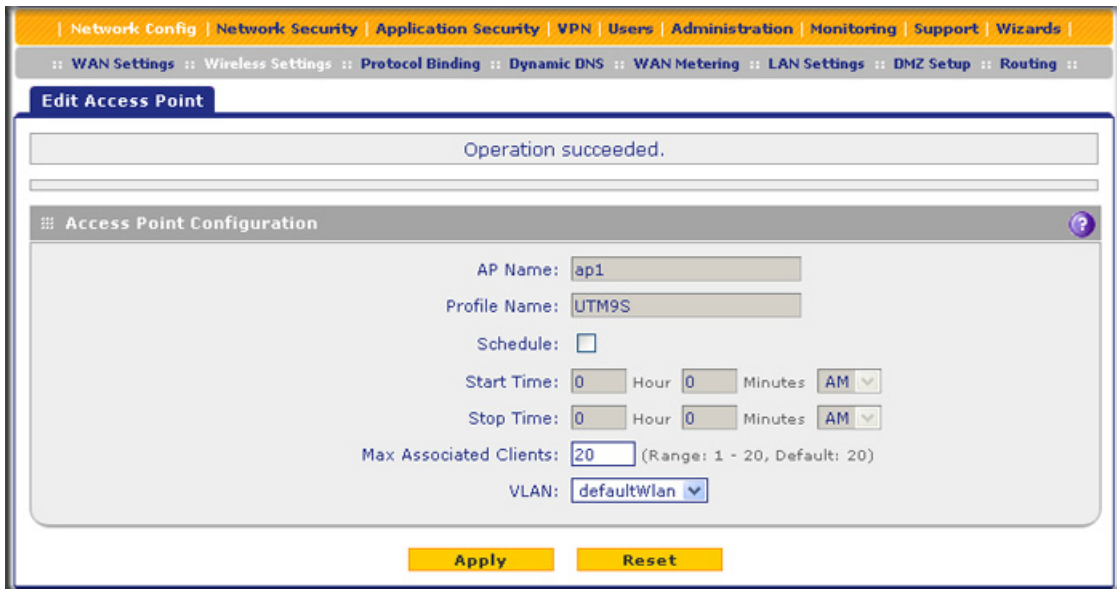 | Network Config | Network Security | Application Security | VPN | Users | Administration | Monitoring | Support | Wizards |
:: WAN Settings :: Wireless Settings :: Protocol Binding :: Dynamic DNS :: WAN Metering :: LAN Settings :: DMZ Setup :: Routing ::
Edit Access Point
Operation succeeded.
Access Point Configuration ?
AP Name: ap1
Profile Name: UTM9S
Schedule:
Start Time: 0 Hour 0 Minutes AM
Stop Time: 0 Hour 0 Minutes AM
Max Associated Clients: 20 (Range: 1 - 20, Default: 20)
VLAN: defaultWlan
Apply Reset